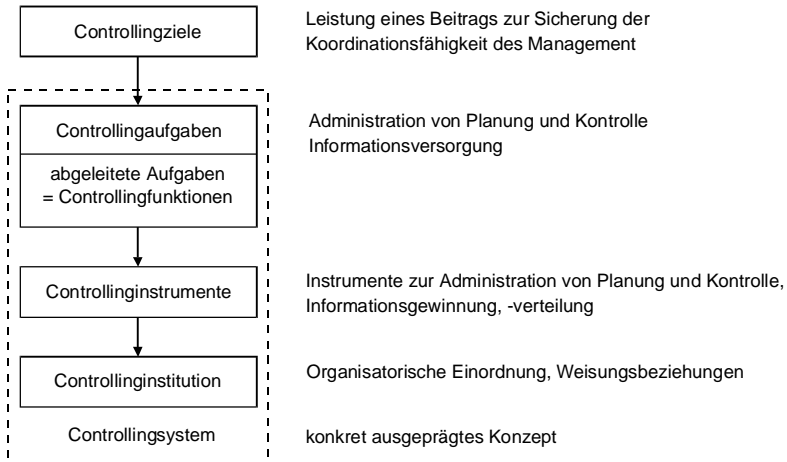 Controllingziele
Leistung eines Beitrags zur Sicherung der
Koordinationsfähigkeit des Management
Controllingaufgaben
abgeleitete Aufgaben
= Controllingfunktionen
Administration von Planung und Kontrolle
Informationsversorgung
Controllinginstrumente
Instrumente zur Administration von Planung und Kontrolle,
Informationsgewinnung, -verteilung
Controllinginstitution
Organisatorische Einordnung, Weisungsbeziehungen
Controllingsystem
konkret ausgeprägtes Konzept